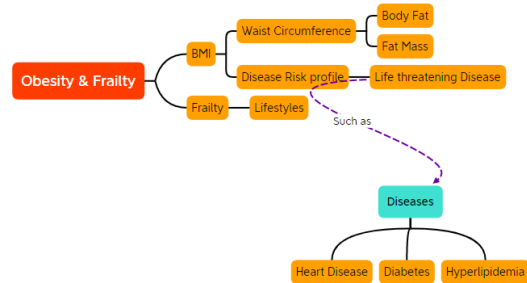 Obesity & Frailty
BMI
Waist Circumference
Body Fat
Fat Mass
Disease Risk profile
Life threatening Disease
Frailty
Lifestyles
Such as
Diseases
Heart Disease
Diabetes
Hyperlipidemia